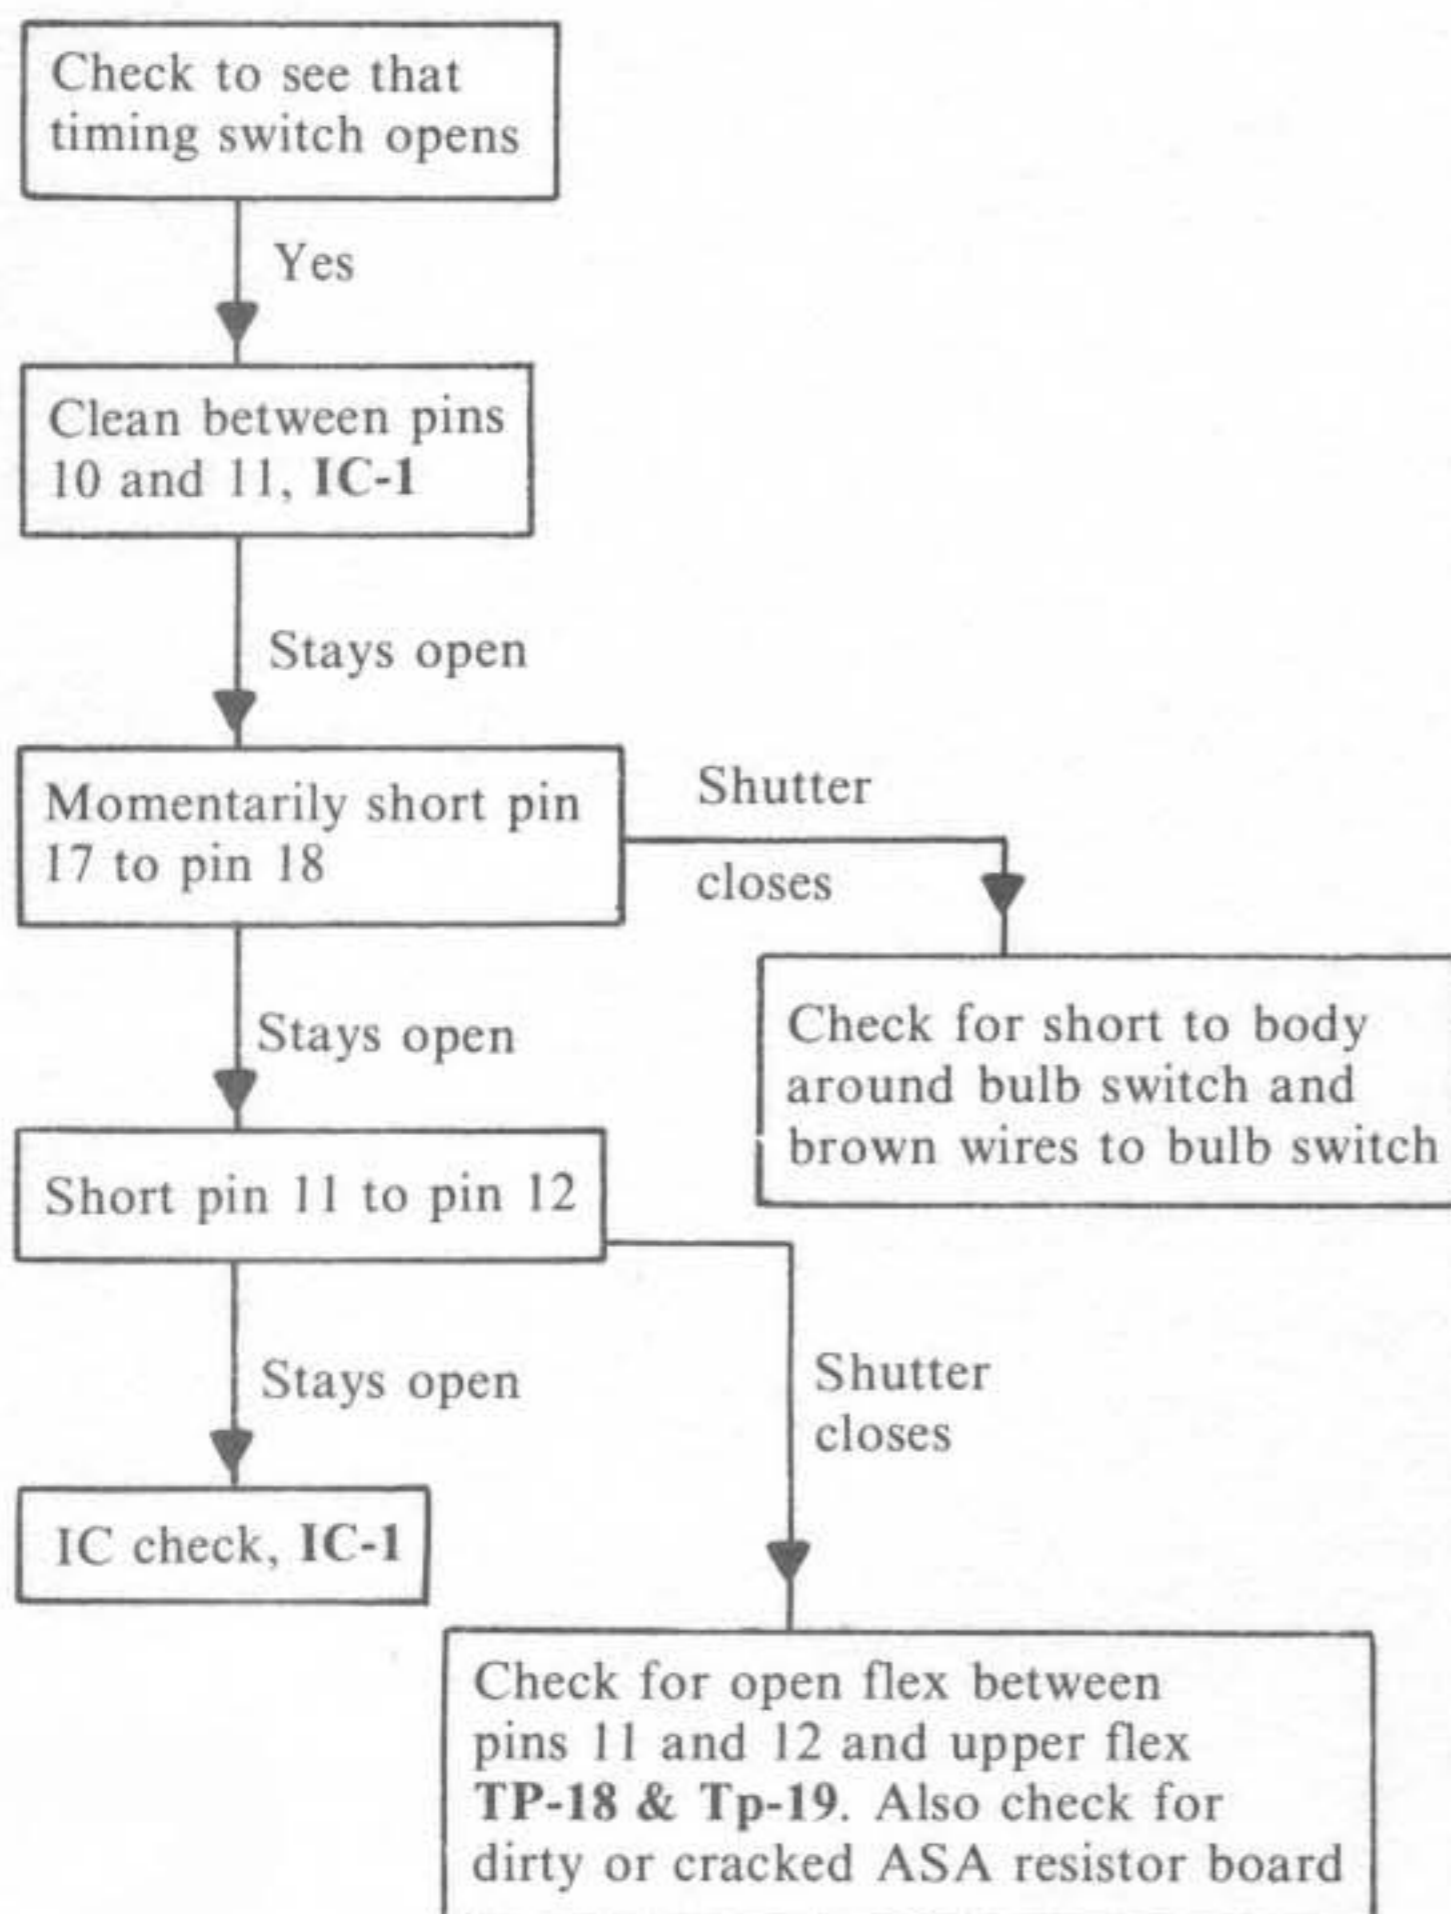 Check to see that
timing switch opens
Yes
Clean between pins
10 and 11, IC-1
Stays open
Momentarily short pin
17 to pin 18
Shutter
closes
Stays open
Check for short to body
around bulb switch and
brown wires to bulb switch
Short pin 11 to pin 12
Stays open
Shutter
closes
IC check, IC-1
Check for open flex between
pins 11 and 12 and upper flex
TP-18 & Tp-19. Also check for
dirty or cracked ASA resistor board